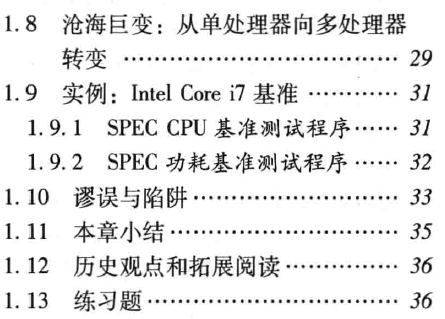 1.8 沧海巨变：从单处理器向多处理器
转变 ………………………………… 29
1.9 实例：Intel Core i7 基准 ………… 31
1.9.1 SPEC CPU 基准测试程序…… 31
1.9.2 SPEC 功耗基准测试程序…… 32
1.10 谬误与陷阱………………………… 33
1.11 本章小结…………………………… 35
1.12 历史观点和拓展阅读……………… 36
1.13 练习题……………………………… 36